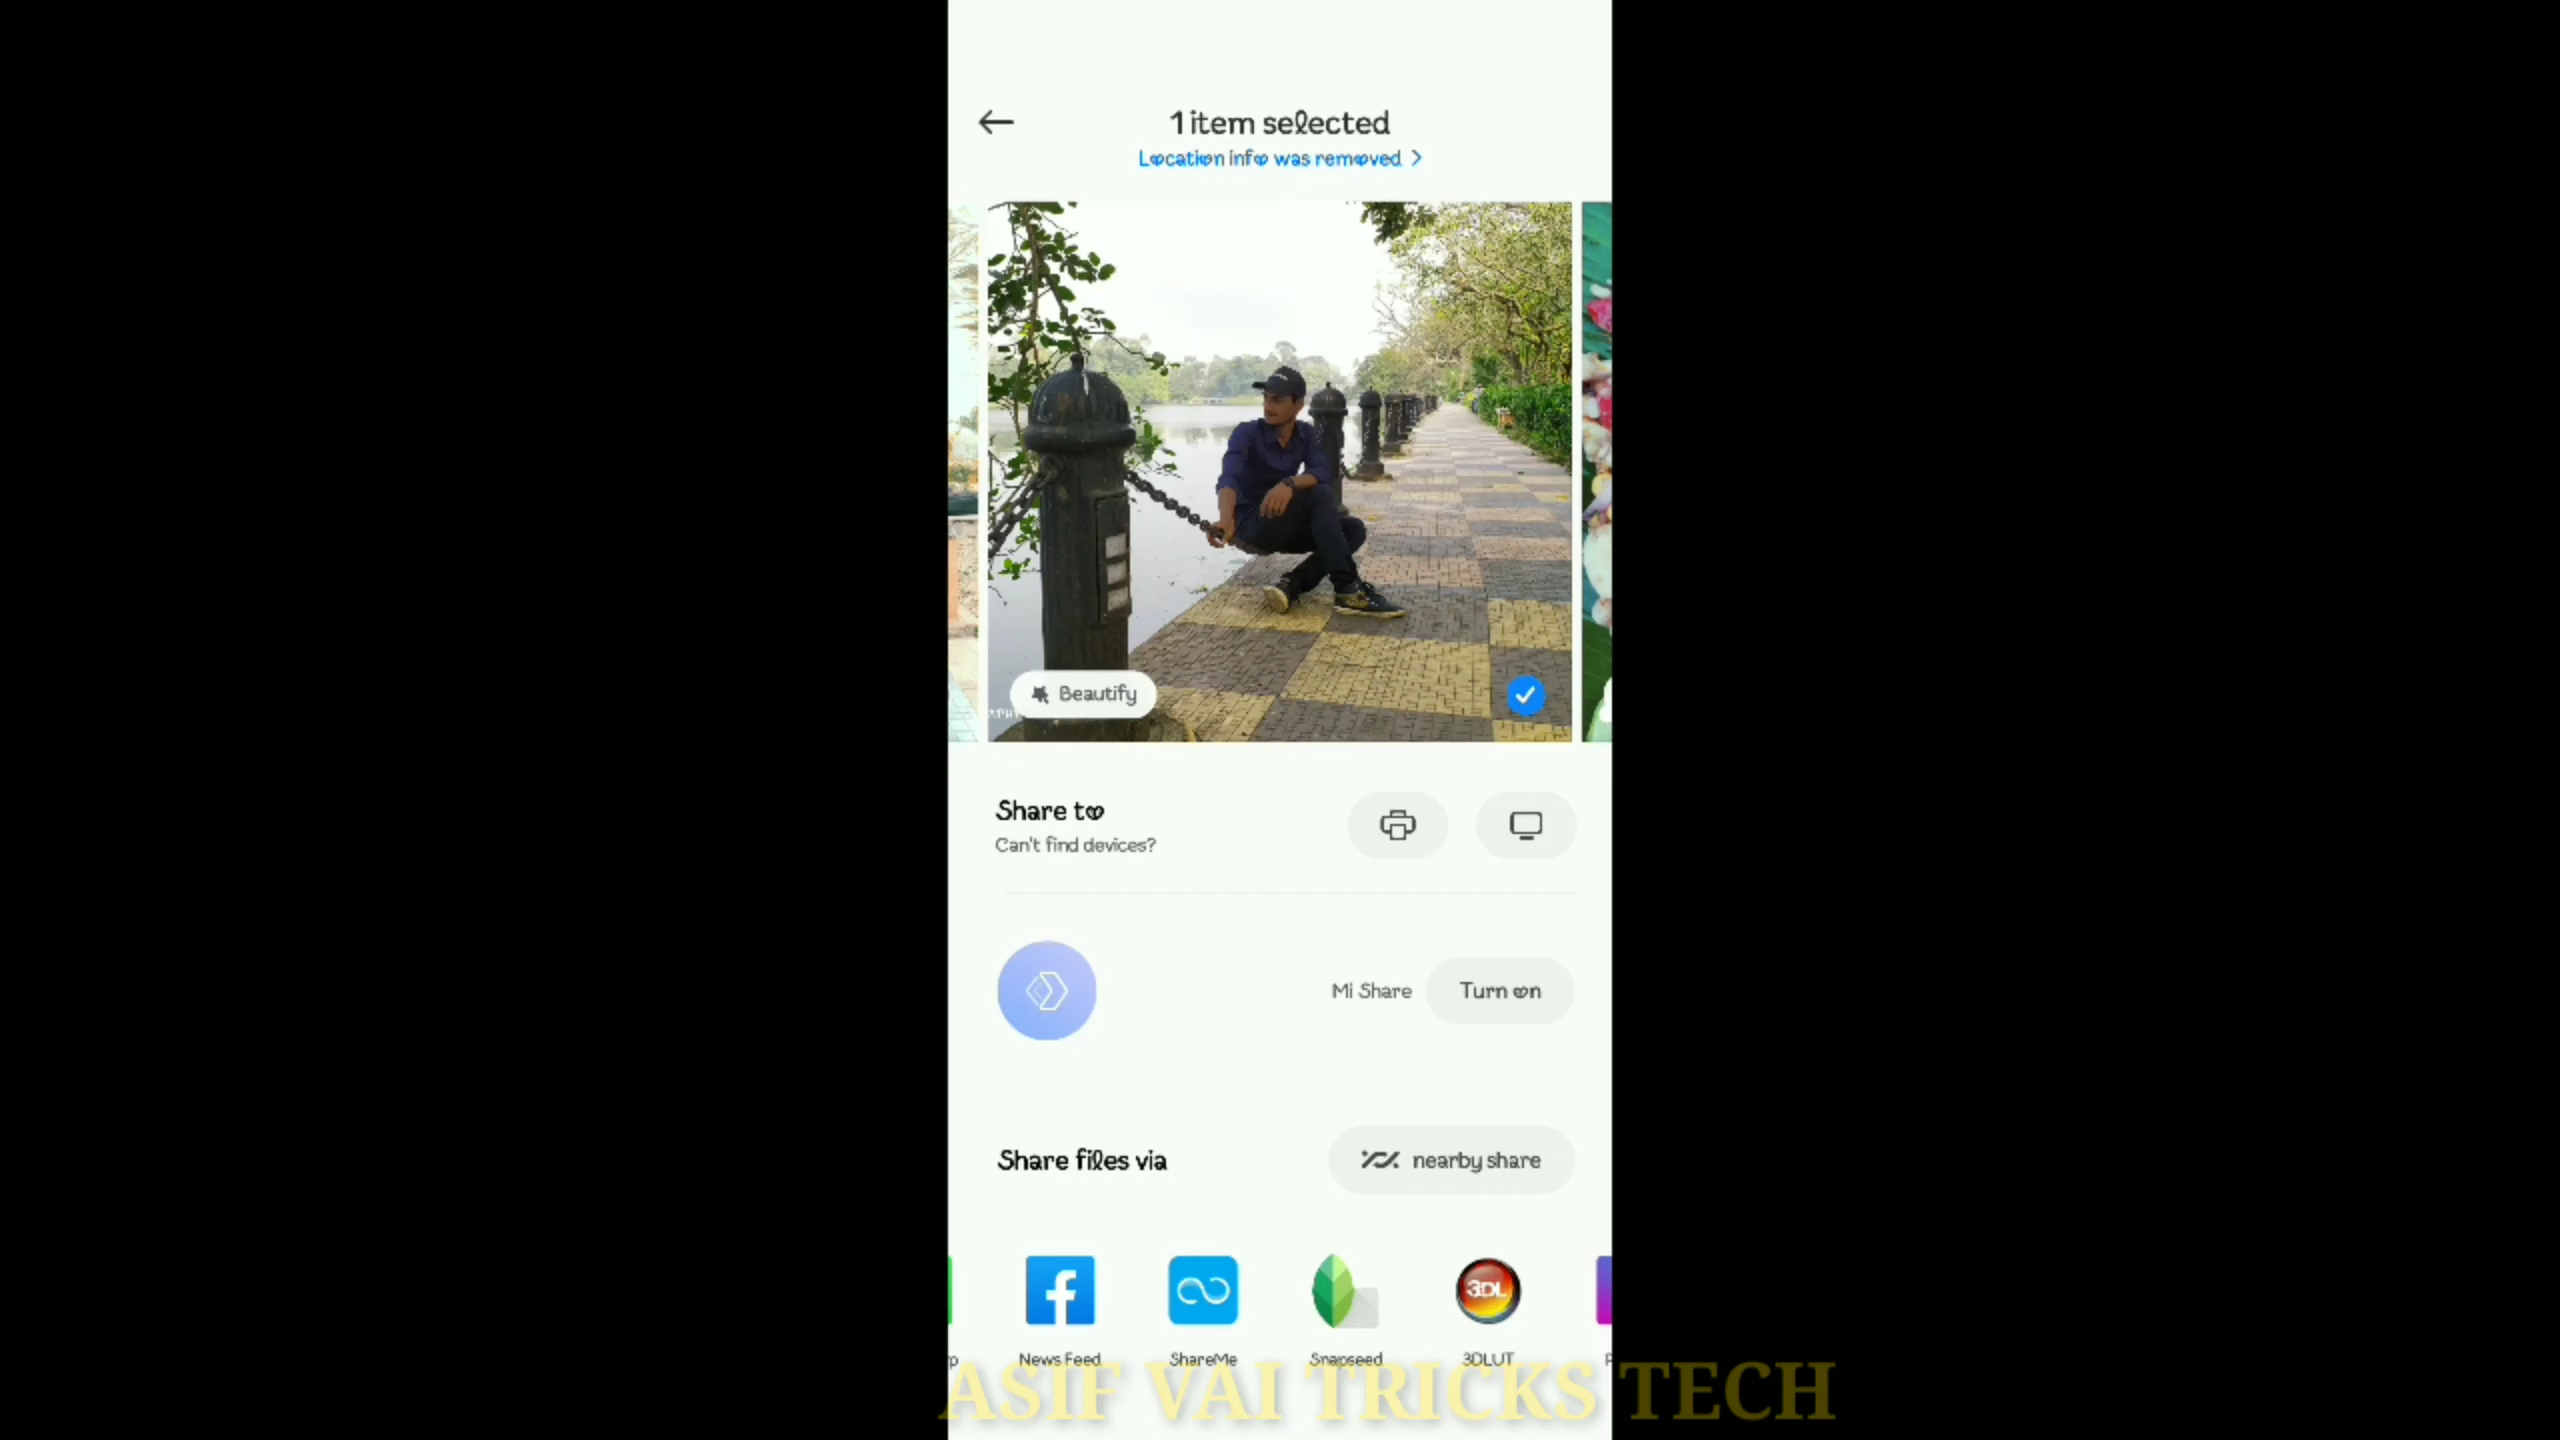 1 item selected
Location info was removed
Beautify
Share to
Can't find devices?
Mi Share
Turn on
Share files via
nearby share
3DL
News Feed
ShareMe
Snapseed
3DLUT
ASIF VAI TRICKS TECH